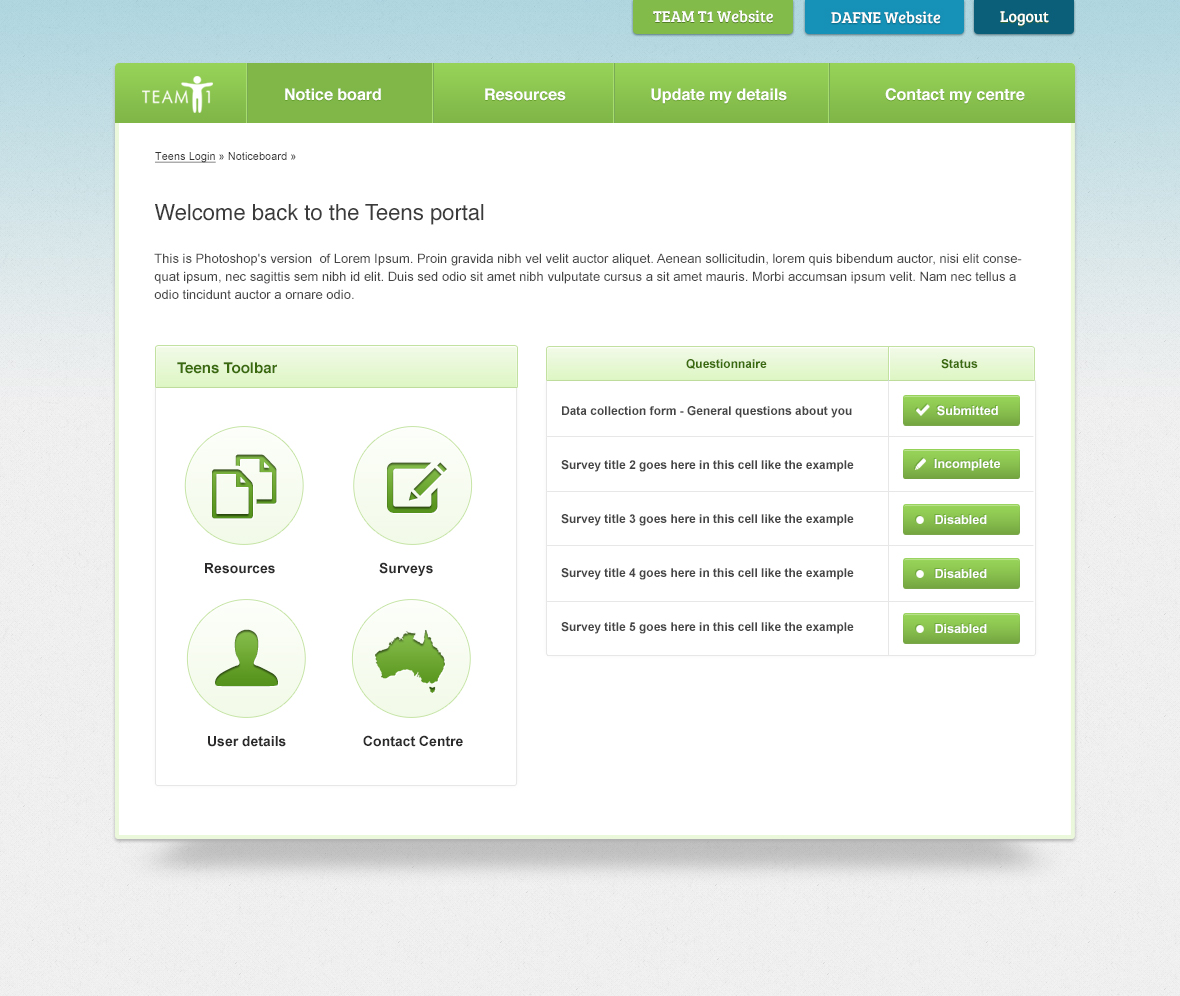 TEAM T1 Website
DAFNE Website
Logout
TEAM 1
Notice board
Resources
Update my details
Contact my centre
Teens Login » Noticeboard »
Welcome back to the Teens portal
This is Photoshop's version  of Lorem Ipsum. Proin gravida nibh vel velit auctor aliquet. Aenean sollicitudin, lorem quis bibendum auctor, nisi elit conse-
quat ipsum, nec sagittis sem nibh id elit. Duis sed odio sit amet nibh vulputate cursus a sit amet mauris. Morbi accumsan ipsum velit. Nam nec tellus a
odio tincidunt auctor a ornare odio.
Teens Toolbar
Resources
Surveys
User details
Contact Centre
Questionnaire
Status
Data collection form - General questions about you
Submitted
Survey title 2 goes here in this cell like the example
Incomplete
Survey title 3 goes here in this cell like the example
Disabled
Survey title 4 goes here in this cell like the example
Disabled
Survey title 5 goes here in this cell like the example
Disabled